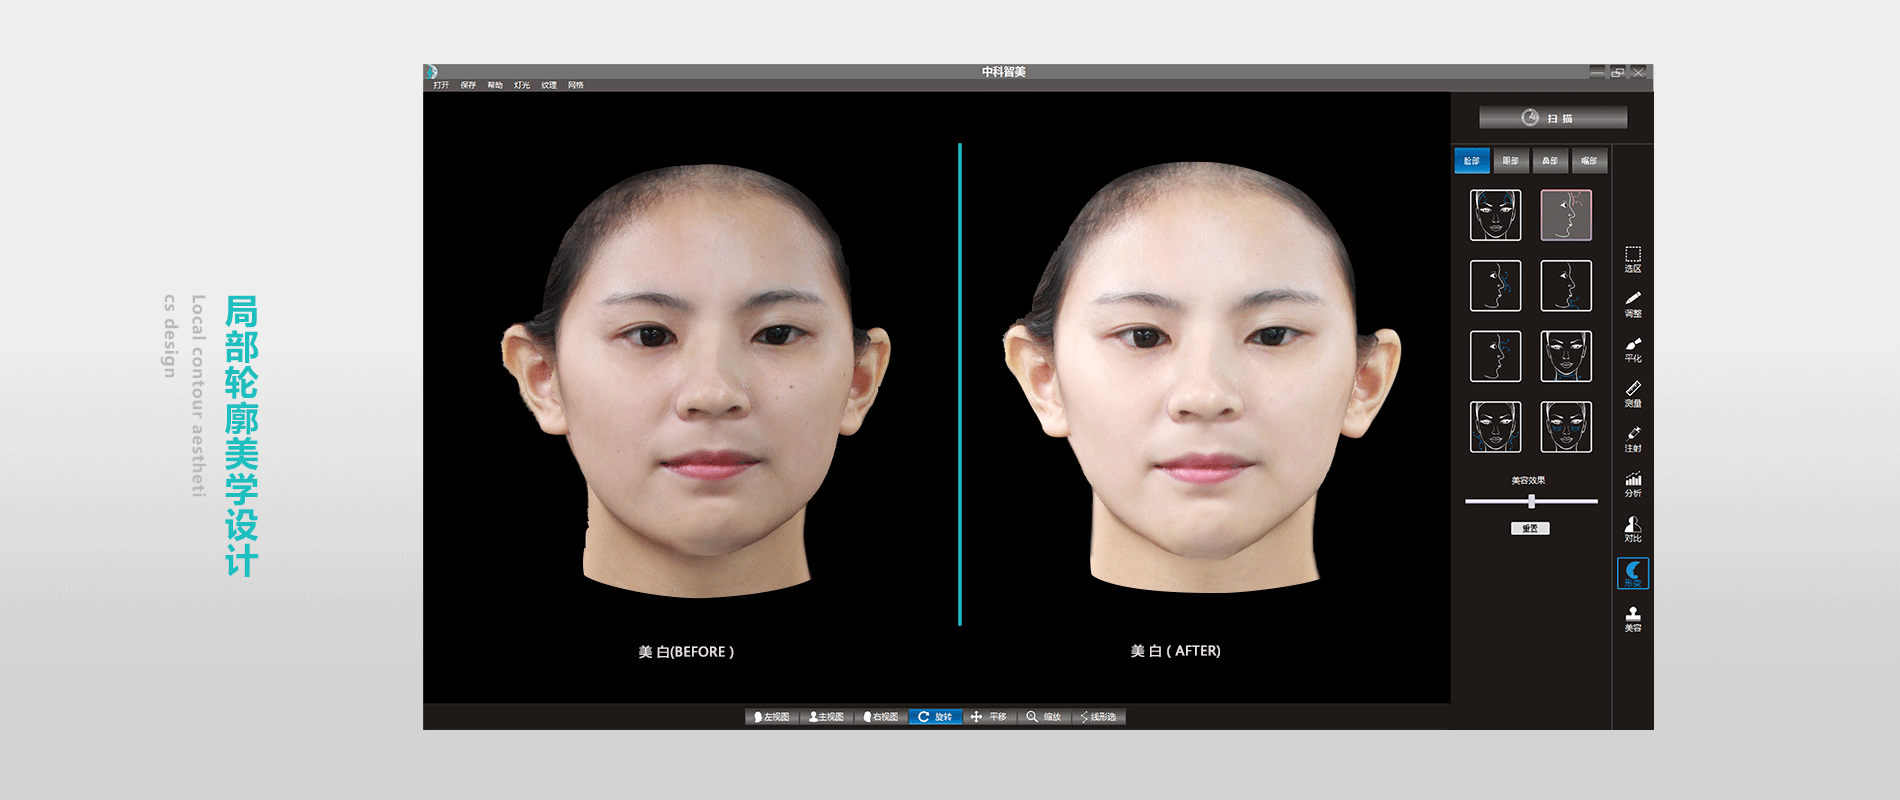 局部轮廓美学设计
Local contour aestheti
cs design
中科智美
打开 保存 帮助 灯光 纹理 网格
扫 描
脸部 眼部 鼻部 嘴部
选区
调整
平化
测量
注射
分析
对比
形变
美容
美容效果
重置
美 白(BEFORE )
美 白 ( AFTER)
左视图 主视图 右视图 旋转 平移 缩放 线形选